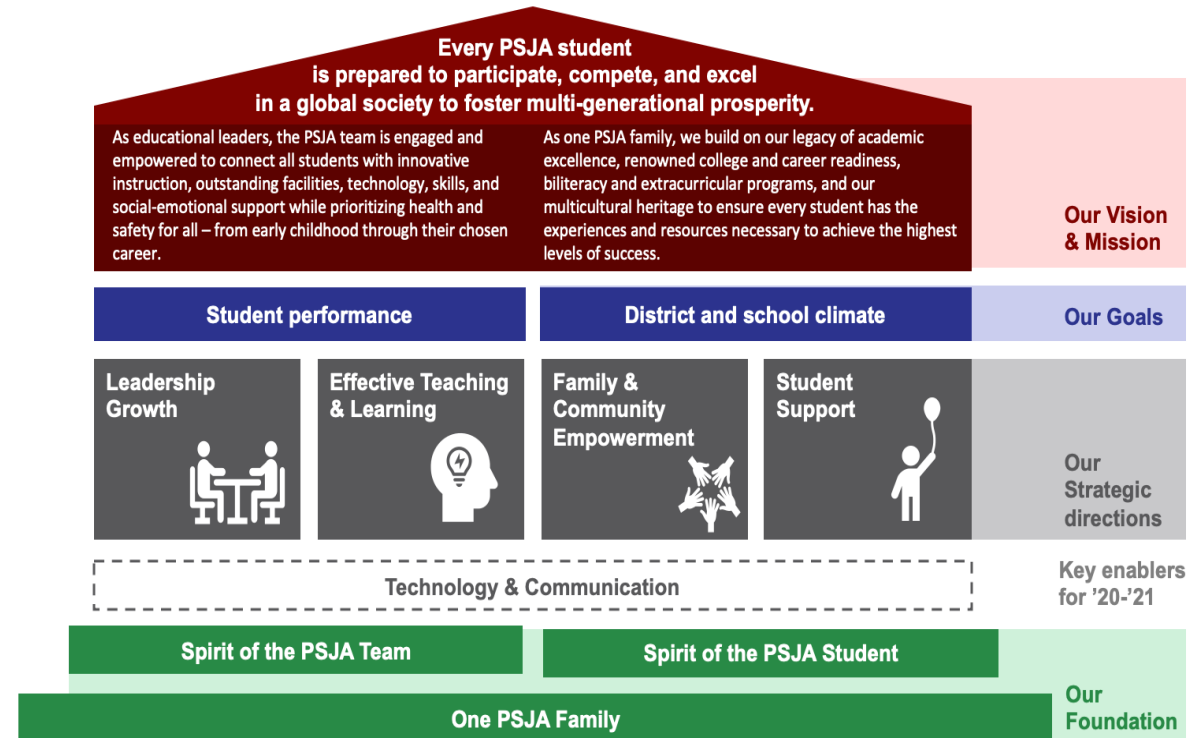 Every PSJA student
is prepared to participate, compete, and excel
in a global society to foster multi-generational prosperity.
As educational leaders, the PSJA team is engaged and
empowered to connect all students with innovative
instruction, outstanding facilities, technology, skills, and
social-emotional support while prioritizing health and
safety for all – from early childhood through their chosen
career.
As one PSJA family, we build on our legacy of academic
excellence, renowned college and career readiness,
biliteracy and extracurricular programs, and our
multicultural heritage to ensure every student has the
experiences and resources necessary to achieve the highest
levels of success.
Our Vision
& Mission
Student performance
District and school climate
Our Goals
Leadership
Growth
Effective Teaching
& Learning
Family &
Community
Empowerment
Student
Support
Our
Strategic
directions
Technology & Communication
Key enablers
for ’20-’21
Spirit of the PSJA Team
Spirit of the PSJA Student
One PSJA Family
Our
Foundation